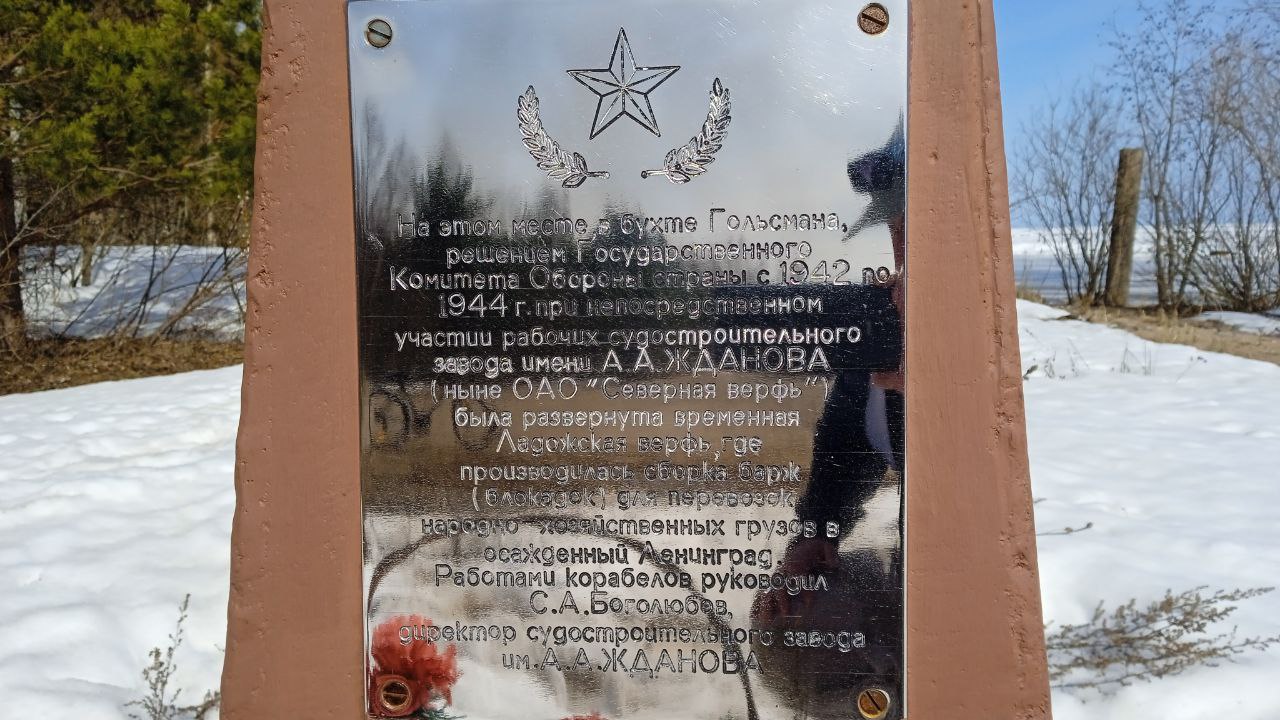 На этом месте в бухте Гольсмана,
решением Государственного
Комитета Обороны страны с 1942 по
1944 г. при непосредственном
участии рабочих судостроительного
завода имени А.А.ЖДАНОВА
(ныне ОАО "Северная верфь")
была развернута временная
Ладожская верфь, где
производилась сборка барж
(блокадок) для перевозок
народно-хозяйственных грузов в
осажденный Ленинград.
Работами корабелов руководил
С.А.Боголюбов,
директор судостроительного завода
им.А.А.ЖДАНОВА